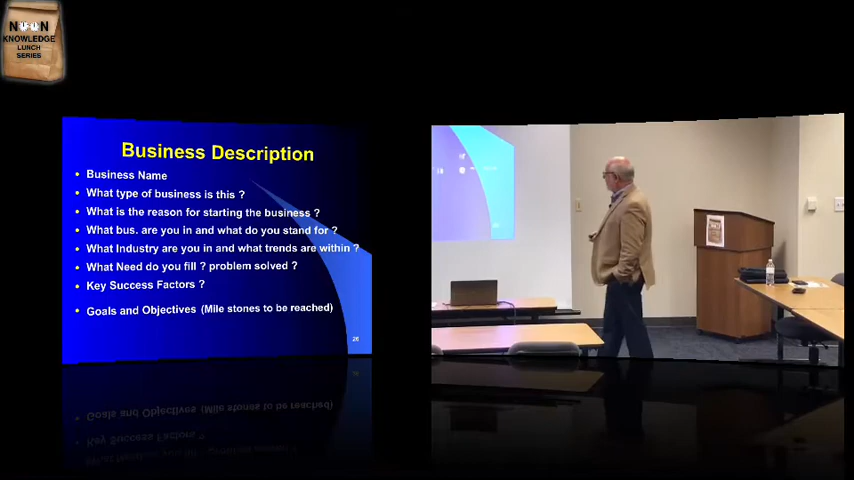 NOON
KNOWLEDGE
LUNCH
SERIES
Business Description
• Business Name
• What type of business is this ?
• What is the reason for starting the business ?
• What bus. are you in and what do you stand for ?
• What Industry are you in and what trends are within ?
• What Need do you fill ? problem solved ?
• Key Success Factors ?
• Goals and Objectives (Mile stones to be reached)
26